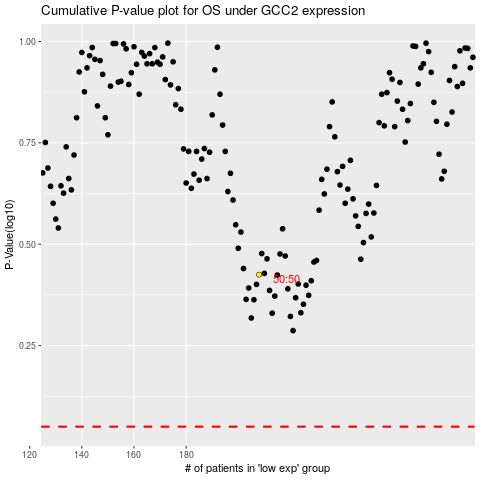 Cumulative P-value plot for OS under GCC2 expression
P-Value(log10)
1.00
0.75
0.50
0.25
50:50
120 140 160 180
# of patients in 'low exp' group